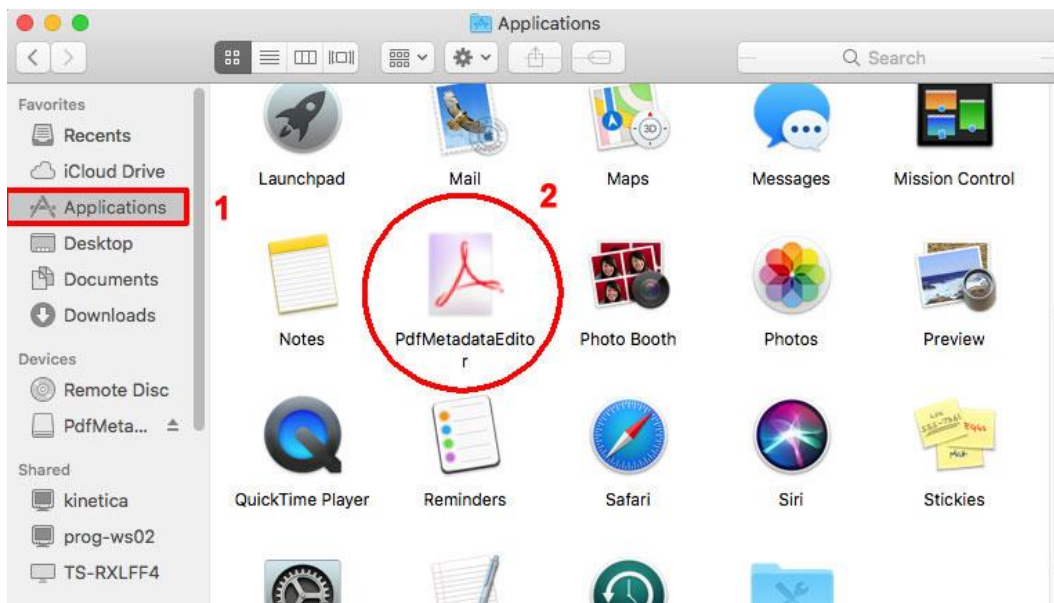 Applications
Search
Favorites
Recents
iCloud Drive
Applications
Desktop
Documents
Downloads
Devices
Remote Disc
PdfMeta...
Shared
kinetica
prog-ws02
TS-RXLFF4
1
2
Launchpad
Mail
Maps
3D
Messages
Mission Control
Notes
PdfMetadataEdito
r
Photo Booth
Photos
Preview
QuickTime Player
Reminders
Safari
Siri
Stickies